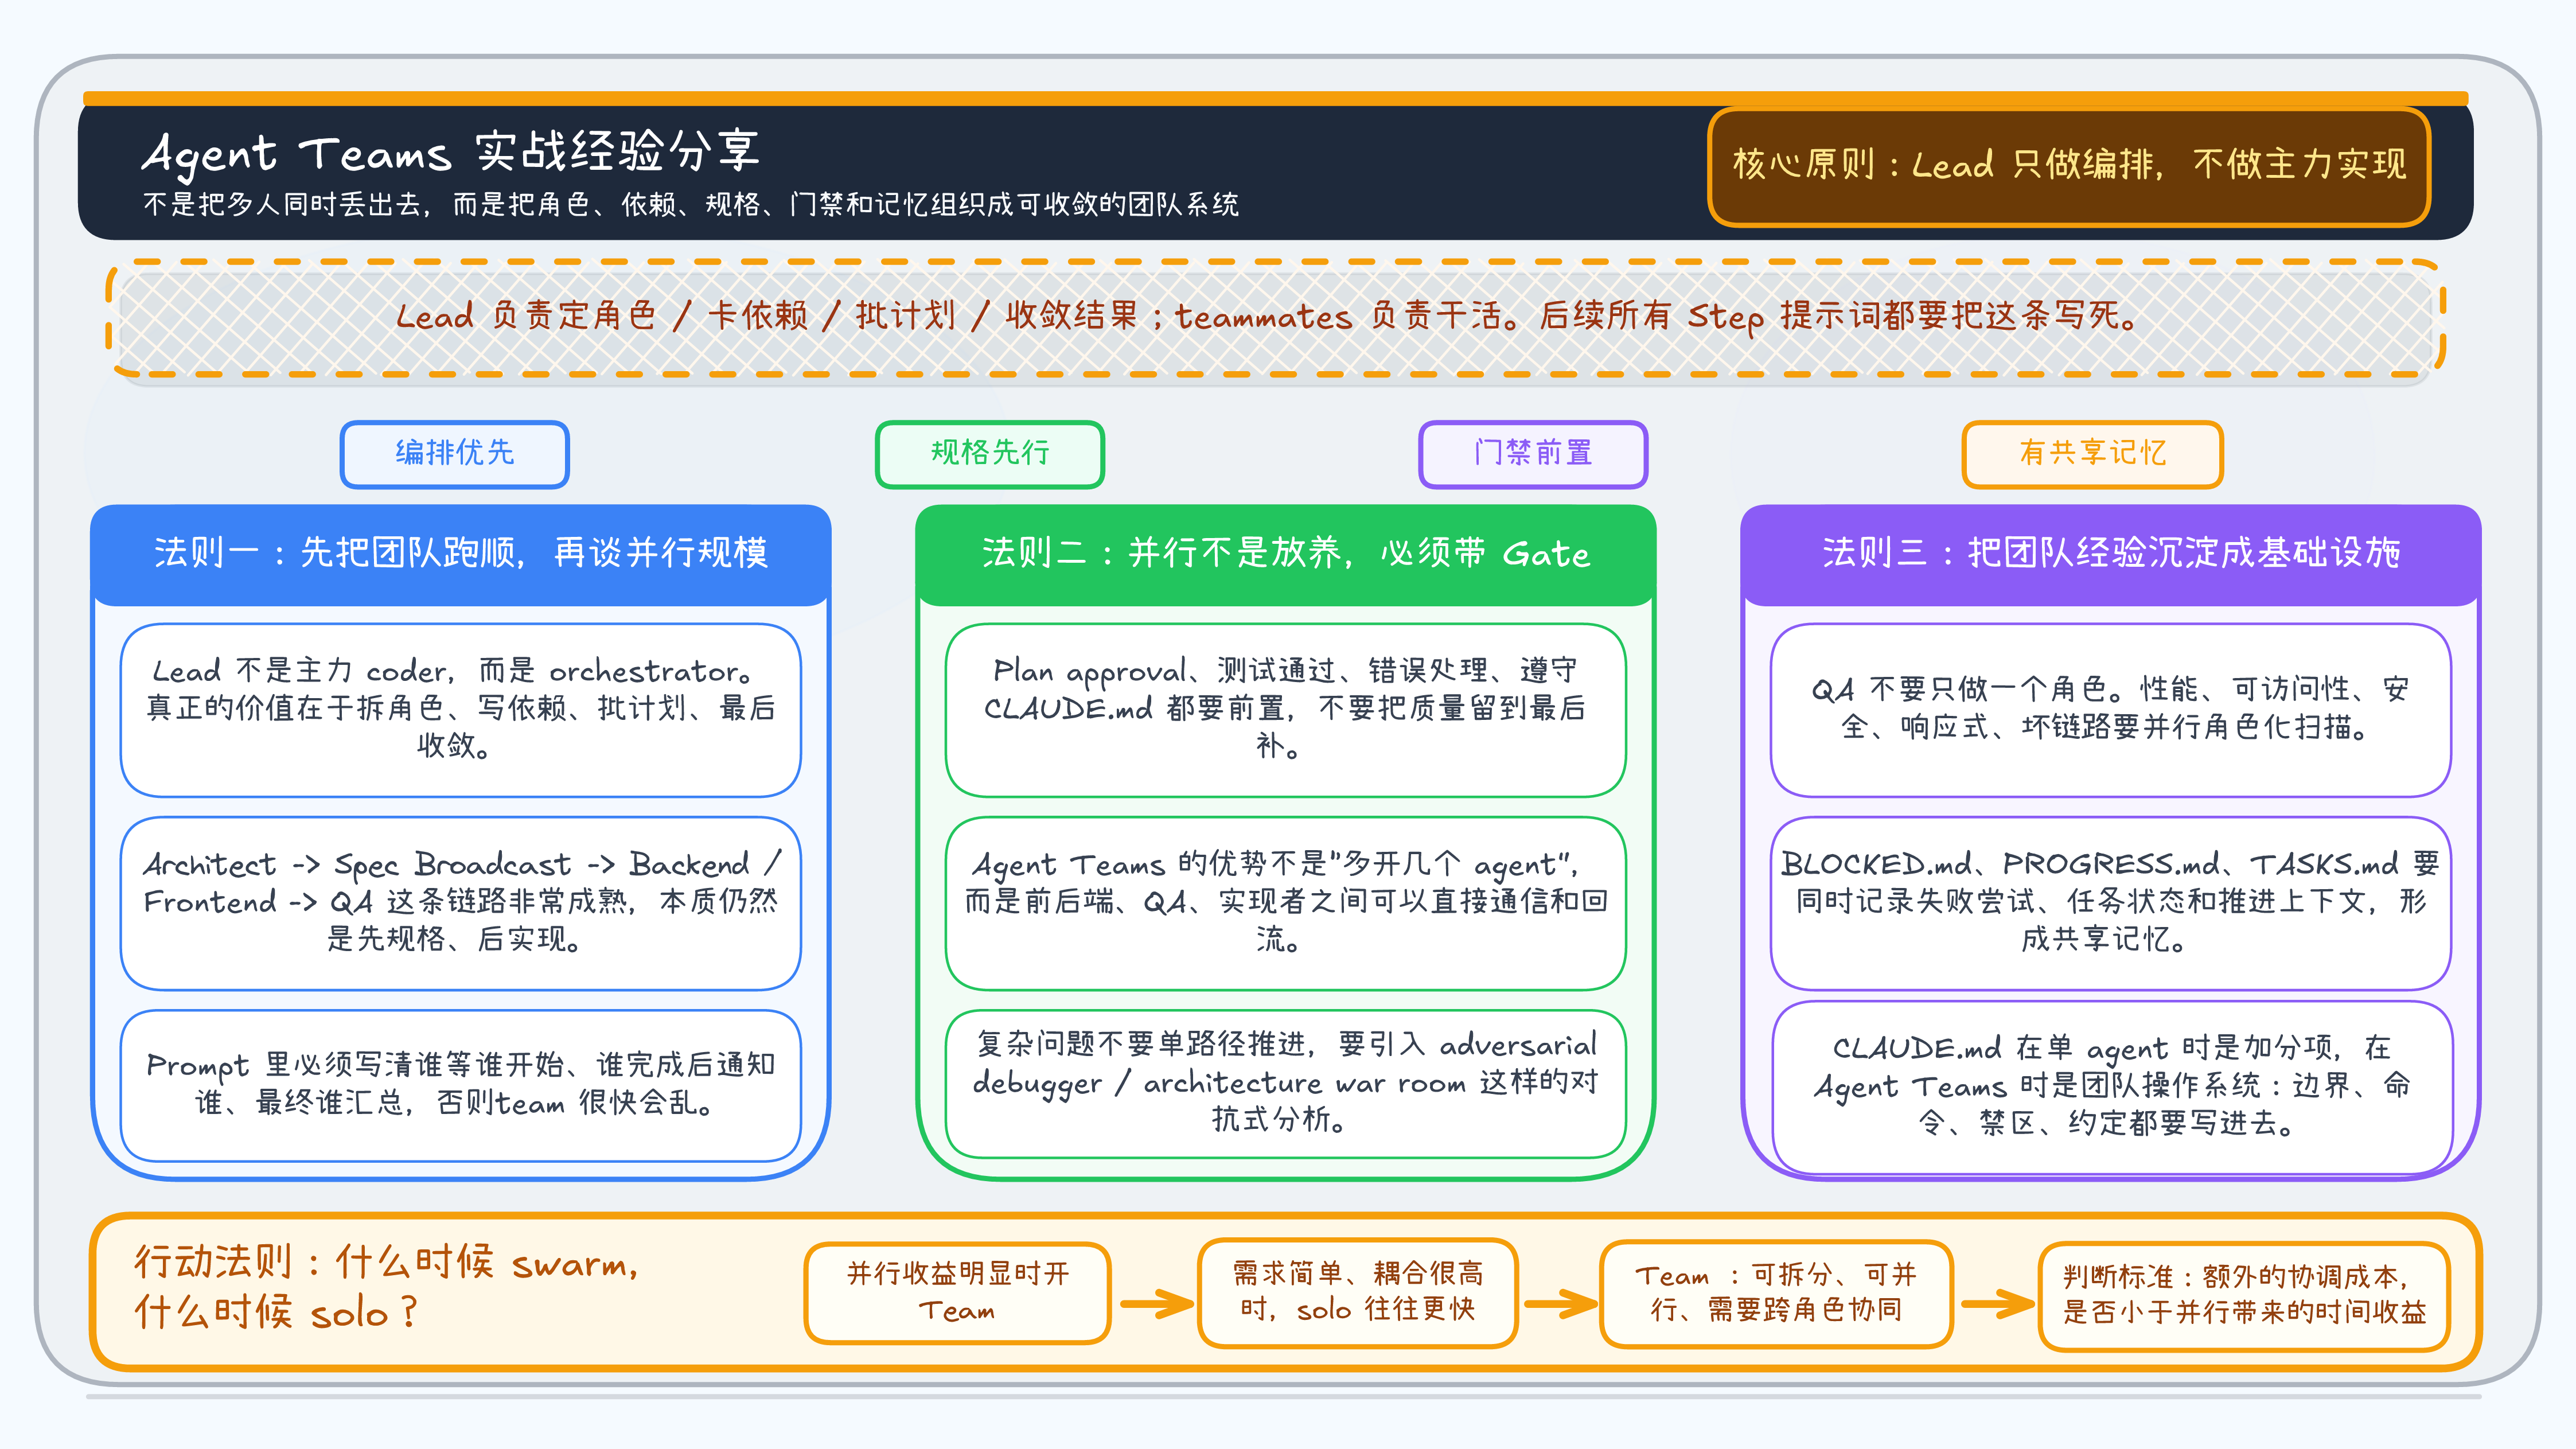 Agent Teams 实战经验分享
不是把多人同时丢出去，而是把角色、依赖、规格、门禁和记忆组织成可收敛的团队系统
核心原则：Lead 只做编排，不做主力实现
Lead 负责定角色 / 卡依赖 / 批计划 / 收敛结果；teammates 负责干活。后续所有 Step 提示词都要把这条写死。
编排优先
规格先行
门禁前置
有共享记忆
法则一：先把团队跑顺，再谈并行规模
Lead 不是主力 coder，而是 orchestrator。
真正的价值在于拆角色、写依赖、批计划、最后
收敛。
Architect -> Spec Broadcast -> Backend /
Frontend -> QA 这条链路非常成熟，本质仍然
是先规格、后实现。
Prompt 里必须写清谁等谁开始、谁完成后通知
谁、最终谁汇总，否则team 很快会乱。
法则二：并行不是放养，必须带 Gate
Plan approval、测试通过、错误处理、遵守
CLAUDE.md 都要前置，不要把质量留到最后
补。
Agent Teams 的优势不是"多开几个 agent"，
而是前后端、QA、实现者之间可以直接通信和回
流。
复杂问题不要单路径推进，要引入 adversarial
debugger / architecture war room 这样的对
抗式分析。
法则三：把团队经验沉淀成基础设施
QA 不要只做一个角色。性能、可访问性、安
全、响应式、坏链路要并行角色化扫描。
BLOCKED.md、PROGRESS.md、TASKS.md 要
同时记录失败尝试、任务状态和推进上下文，形
成共享记忆。
CLAUDE.md 在单 agent 时是加分项，在
Agent Teams 时是团队操作系统：边界、命
令、禁区、约定都要写进去。
行动法则：什么时候 swarm,
什么时候 solo？
并行收益明显时开
Team
需求简单、耦合很高
时，solo 往往更快
Team ：可拆分、可并
行、需要跨角色协同
判断标准：额外的协调成本，
是否小于并行带来的时间收益